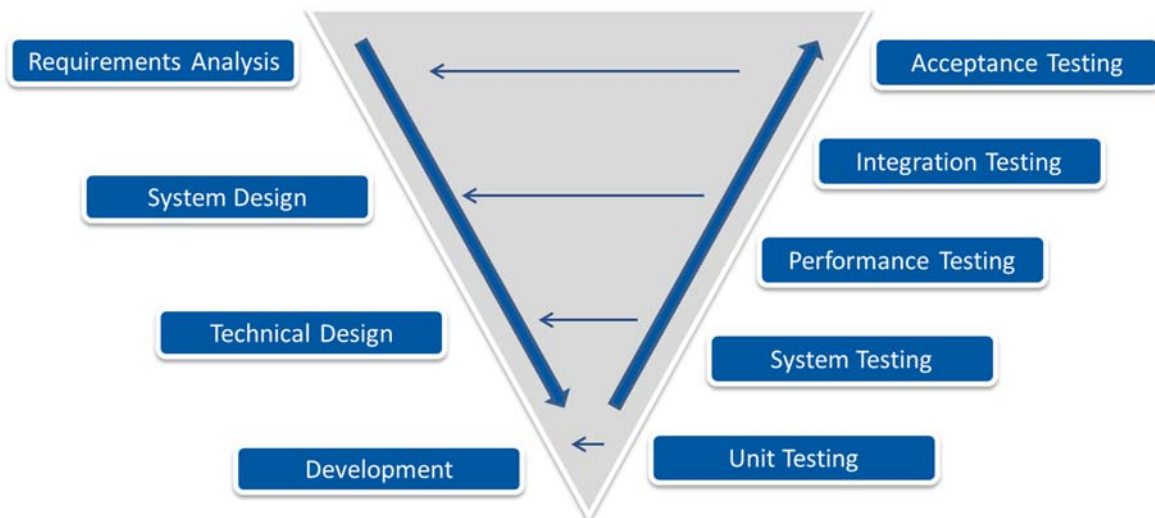 Requirements Analysis
Acceptance Testing
Integration Testing
System Design
Performance Testing
Technical Design
System Testing
Development
Unit Testing